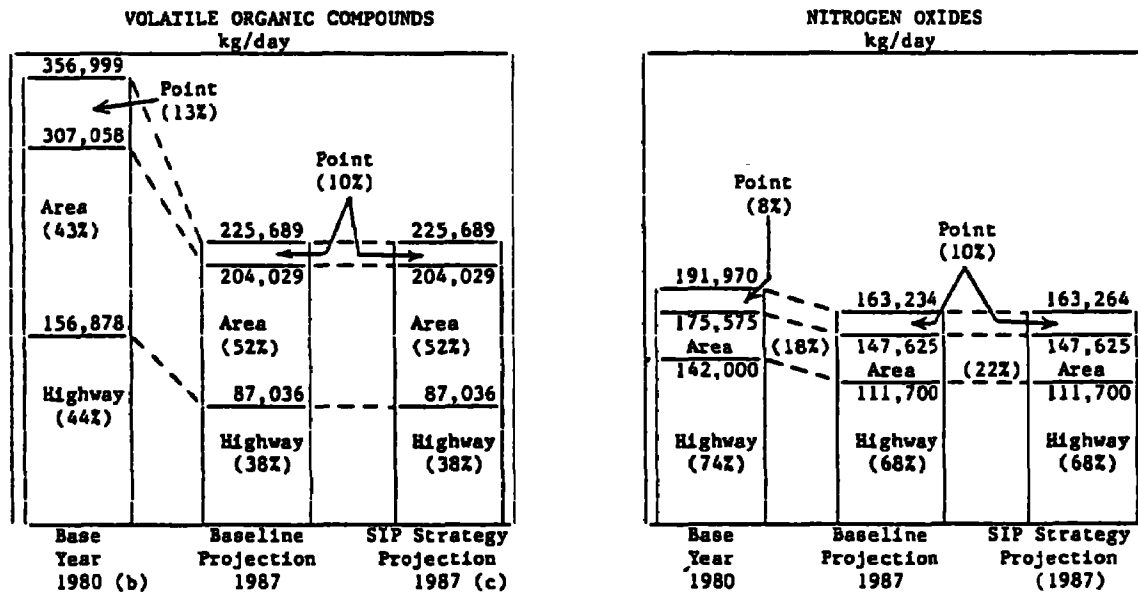 VOLATILE ORGANIC COMPOUNDS
kg/day
356,999
Point
(13%)
307,058
Area
(43%)
156,878
Highway
(44%)
Point
(10%)
225,689
204,029
Area
(52%)
87,036
Highway
(38%)
225,689
204,029
Area
(52%)
87,036
Highway
(38%)
Base
Year
1980 (b)
Baseline
Projection
1987
SIP Strategy
Projection
1987 (c)
NITROGEN OXIDES
kg/day
Point
(8%)
191,970
175,575
Area
(18%)
142,000
Highway
(74%)
Point
(10%)
163,234
147,625
Area
(22%)
111,700
Highway
(68%)
163,264
147,625
Area
111,700
Highway
(68%)
Base
Year
1980
Baseline
Projection
1987
SIP Strategy
Projection
(1987)